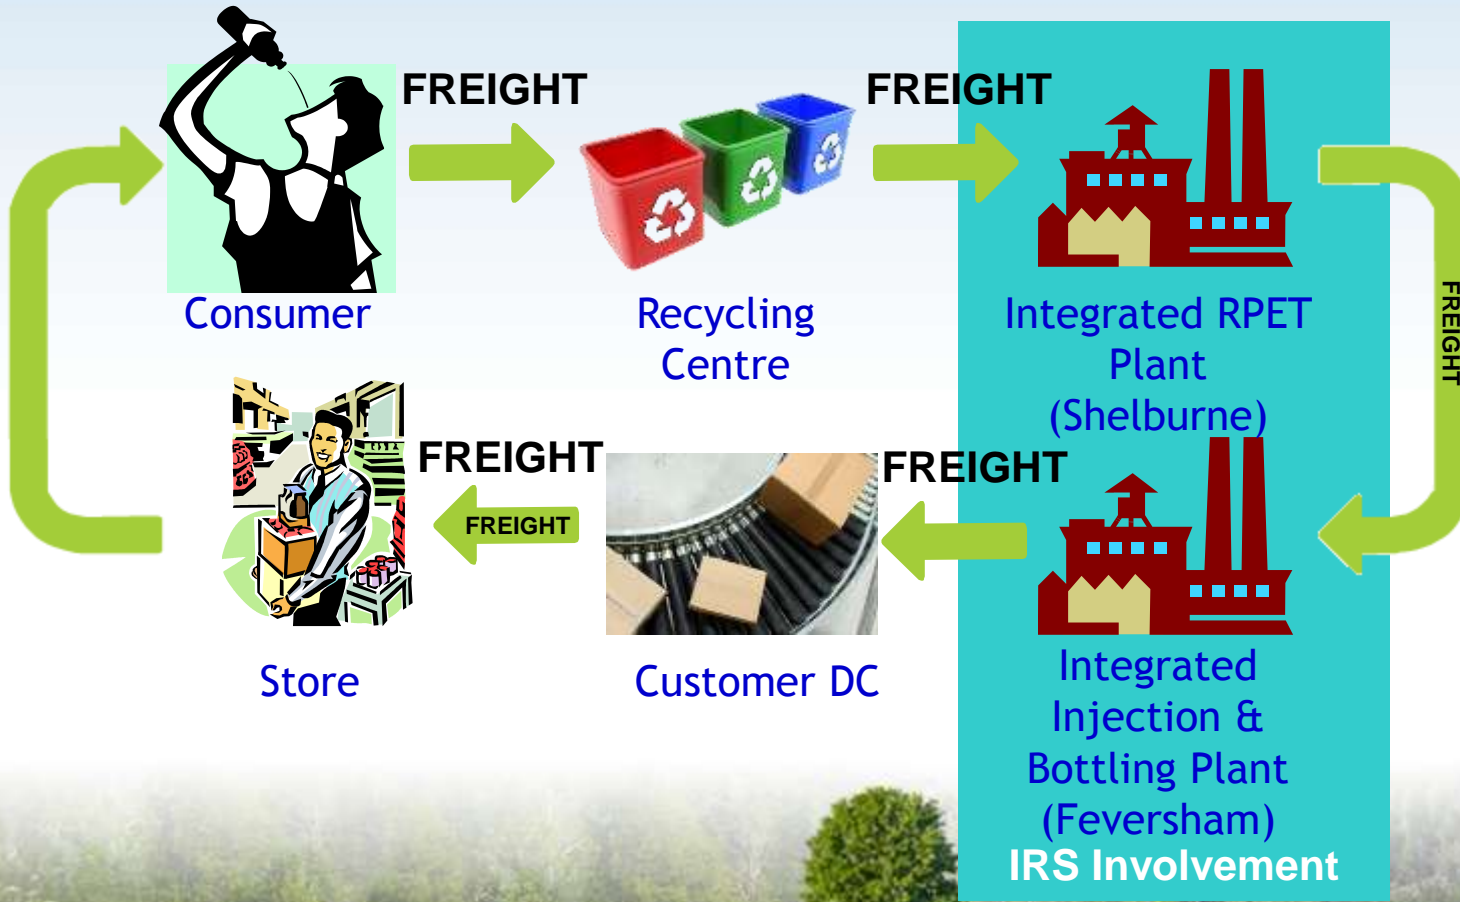 FREIGHT
FREIGHT
Consumer
Recycling
Centre
Integrated RPET
Plant
(Shelburne)
FREIGHT
FREIGHT
FREIGHT
FREIGHT
Store
Customer DC
Integrated
Injection &
Bottling Plant
(Feversham)
IRS Involvement